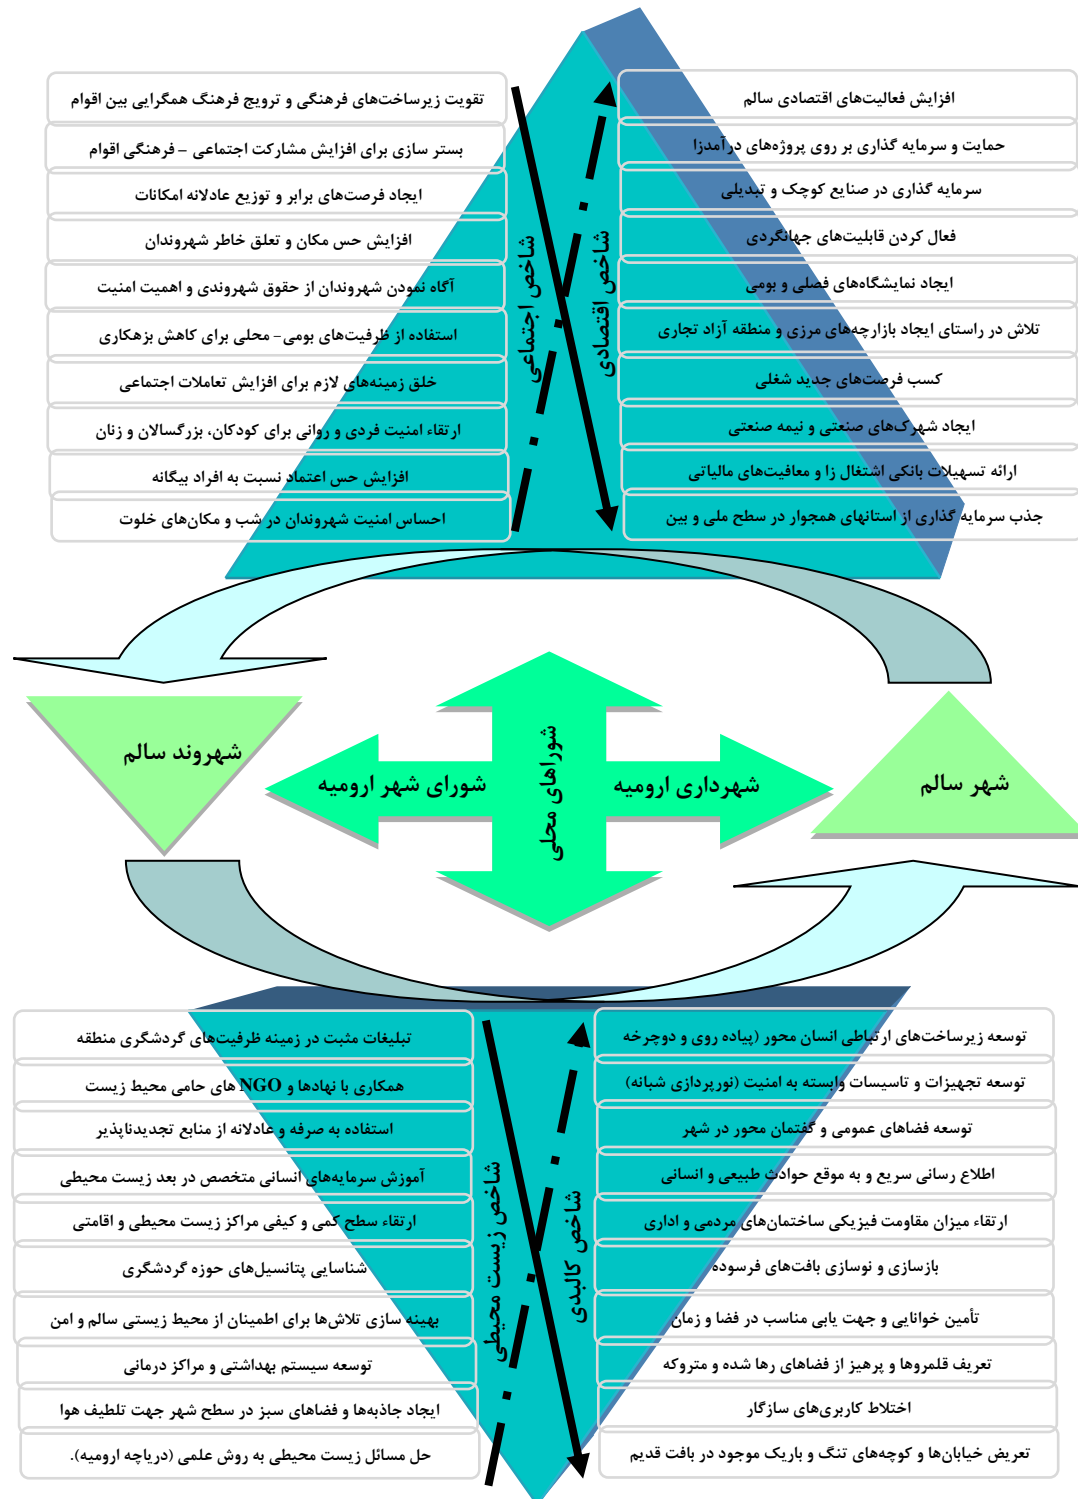 افزایش فعالیت‌های اقتصادی سالم
حمایت و سرمایه گذاری بر روی پروژه‌های درآمدزا
سرمایه گذاری در صنایع کوچک و تبدیلی
فعال کردن قابلیت‌های جهانگردی
ایجاد نمایشگاه‌های فصلی و بومی
تلاش در راستای ایجاد بازارچه‌های مرزی و منطقه آزاد تجاری
کسب فرصت‌های جدید شغلی
ایجاد شهرک‌های صنعتی و نیمه صنعتی
ارائه تسهیلات بانکی اشتغال زا و معافیت‌های مالیاتی
جذب سرمایه گذاری از استانهای همجوار در سطح ملی و بین
شاخص اقتصادی
شاخص اجتماعی
تقویت زیرساخت‌های فرهنگی و ترویج فرهنگ همگرایی بین اقوام
بستر سازی برای افزایش مشارکت اجتماعی – فرهنگی اقوام
ایجاد فرصت‌های برابر و توزیع عادلانه امکانات
افزایش حس مکان و تعلق خاطر شهروندان
آگاه نمودن شهروندان از حقوق شهروندی و اهمیت امنیت
استفاده از ظرفیت‌های بومی- محلی برای کاهش بزهکاری
خلق زمینه‌های لازم برای افزایش تعاملات اجتماعی
ارتقاء امنیت فردی و روانی برای کودکان، بزرگسالان و زنان
افزایش حس اعتماد نسبت به افراد بیگانه
احساس امنیت شهروندان در شب و مکان‌های خلوت
شهر سالم
شهرداری ارومیه
شوراهای محلی
شورای شهر ارومیه
شهروند سالم
توسعه زیرساخت‌های ارتباطی انسان محور (پیاده روی و دوچرخه
توسعه تجهیزات و تاسیسات وابسته به امنیت (نورپردازی شبانه)
توسعه فضاهای عمومی و گفتمان محور در شهر
اطلاع رسانی سریع و به موقع حوادث طبیعی و انسانی
ارتقاء میزان مقاومت فیزیکی ساختمان‌های مردمی و اداری
بازسازی و نوسازی بافت‌های فرسوده
تأمین خوانایی و جهت یابی مناسب در فضا و زمان
تعریف قلمروها و پرهیز از فضاهای رها شده و متروکه
اختلاط کاربری‌های سازگار
تعریض خیابان‌ها و کوچه‌های تنگ و باریک موجود در بافت قدیم
شاخص کالبدی
شاخص زیست محیطی
تبلیغات مثبت در زمینه ظرفیت‌های گردشگری منطقه
همکاری با نهادها و NGO های حامی محیط زیست
استفاده به صرفه و عادلانه از منابع تجدیدناپذیر
آموزش سرمایه‌های انسانی متخصص در بعد زیست محیطی
ارتقاء سطح کمی و کیفی مراکز زیست محیطی و اقامتی
شناسایی پتانسیل‌های حوزه گردشگری
بهینه سازی تلاش‌ها برای اطمینان از محیط زیستی سالم و امن
توسعه سیستم بهداشتی و مراکز درمانی
ایجاد جاذبه‌ها و فضاهای سبز در سطح شهر جهت تلطیف هوا
حل مسائل زیست محیطی به روش علمی (دریاچه ارومیه).